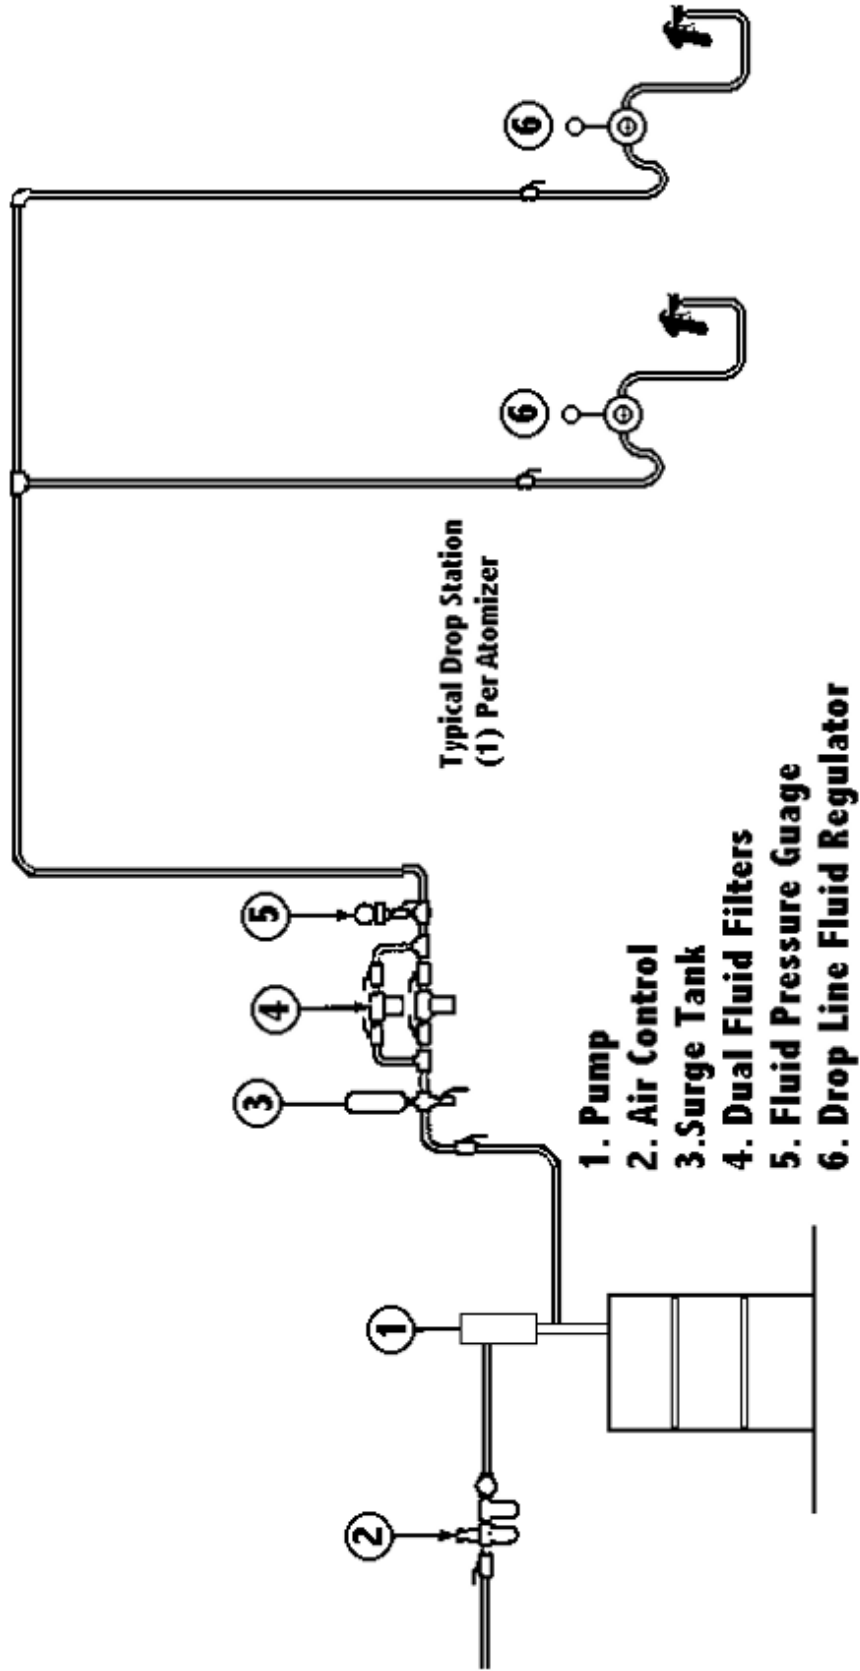 2
1
3
4
5
6
6
Typical Drop Station
(1) Per Atomizer
1. Pump
2. Air Control
3.Surge Tank
4. Dual Fluid Filters
5. Fluid Pressure Guage
6. Drop Line Fluid Regulator